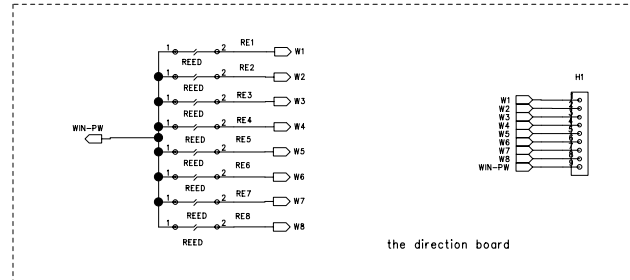 RE1
1 2 W1
REED
RE2
1 2 W2
REED
RE3
1 2 W3
REED
RE4
1 2 W4
WIN-PW
REED
RE5
1 2 W5
REED
RE6
1 2 W6
REED
RE7
1 2 W7
REED
RE8
1 2 W8
REED
H1
W1 1
W2 2
W3 3
W4 4
W5 5
W6 6
W7 7
W8 8
WIN-PW 9
the direction board